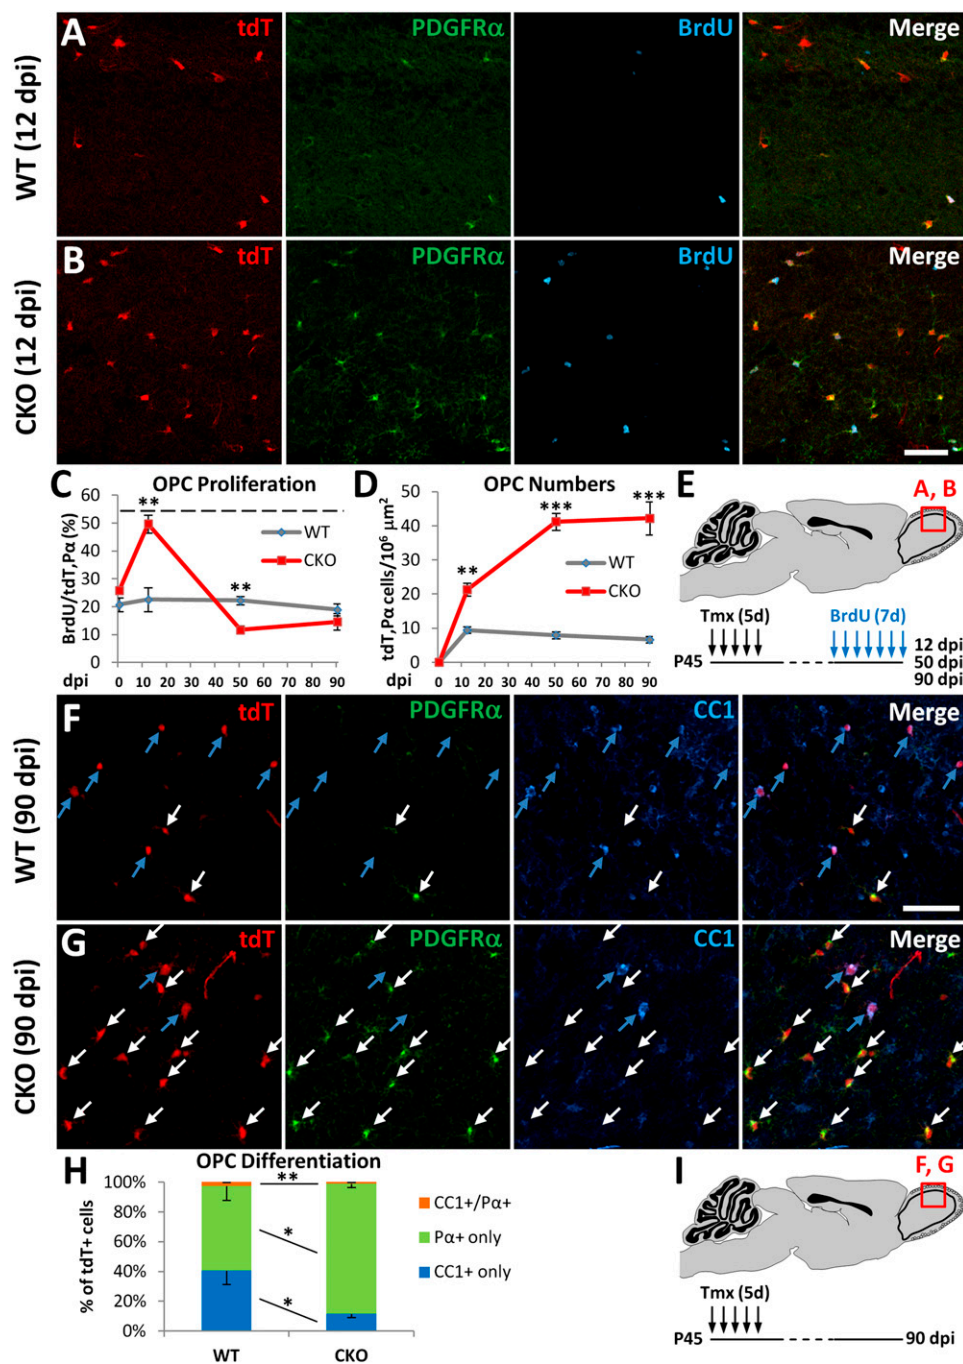 A tdT PDGFRα BrdU Merge
WT (12 dpi)
B tdT PDGFRα BrdU Merge
CKO (12 dpi)
C OPC Proliferation
BrdU/tdT,Pα (%)
60
50
40
30
20
10
0
**
**
WT
CKO
dpi 0 10 20 30 40 50 60 70 80 90
D OPC Numbers
tdT,Pα cells/10⁶ μm²
50
40
30
20
10
0
**
***
***
WT
CKO
dpi 0 10 20 30 40 50 60 70 80 90
E
A, B
Tmx (5d) BrdU (7d)
P45
12 dpi
50 dpi
90 dpi
F tdT PDGFRα CC1 Merge
WT (90 dpi)
G tdT PDGFRα CC1 Merge
CKO (90 dpi)
H OPC Differentiation
% of tdT+ cells
100%
80%
60%
40%
20%
0%
**
*
*
WT CKO
CC1+/Pα+
Pα+ only
CC1+ only
I
F, G
Tmx (5d)
P45 90 dpi